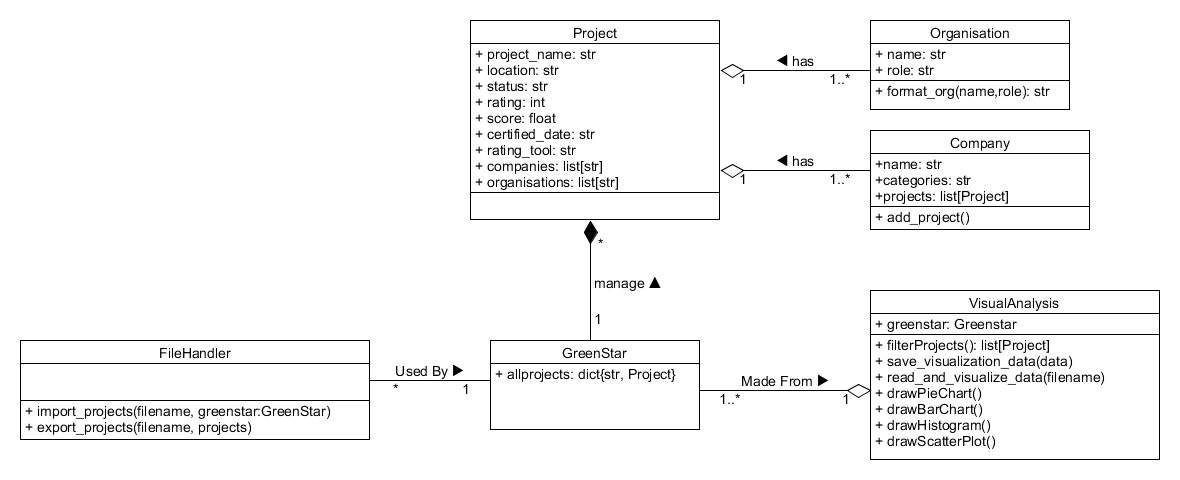 Project
+ project_name: str
+ location: str
+ status: str
+ rating: int
+ score: float
+ certified_date: str
+ rating_tool: str
+ companies: list[str]
+ organisations: list[str]
◀ has
1
1..*
Organisation
+ name: str
+ role: str
+ format_org(name,role): str
◀ has
1
1..*
Company
+name: str
+categories: str
+projects: list[Project]
+ add_project()
*
manage ▲
1
FileHandler
+ import_projects(filename, greenstar:GreenStar)
+ export_projects(filename, projects)
Used By ▶
*
1
GreenStar
+ allprojects: dict{str, Project}
Made From ▶
1..*
1
VisualAnalysis
+ greenstar: Greenstar
+ filterProjects(): list[Project]
+ save_visualization_data(data)
+ read_and_visualize_data(filename)
+ drawPieChart()
+ drawBarChart()
+ drawHistogram()
+ drawScatterPlot()